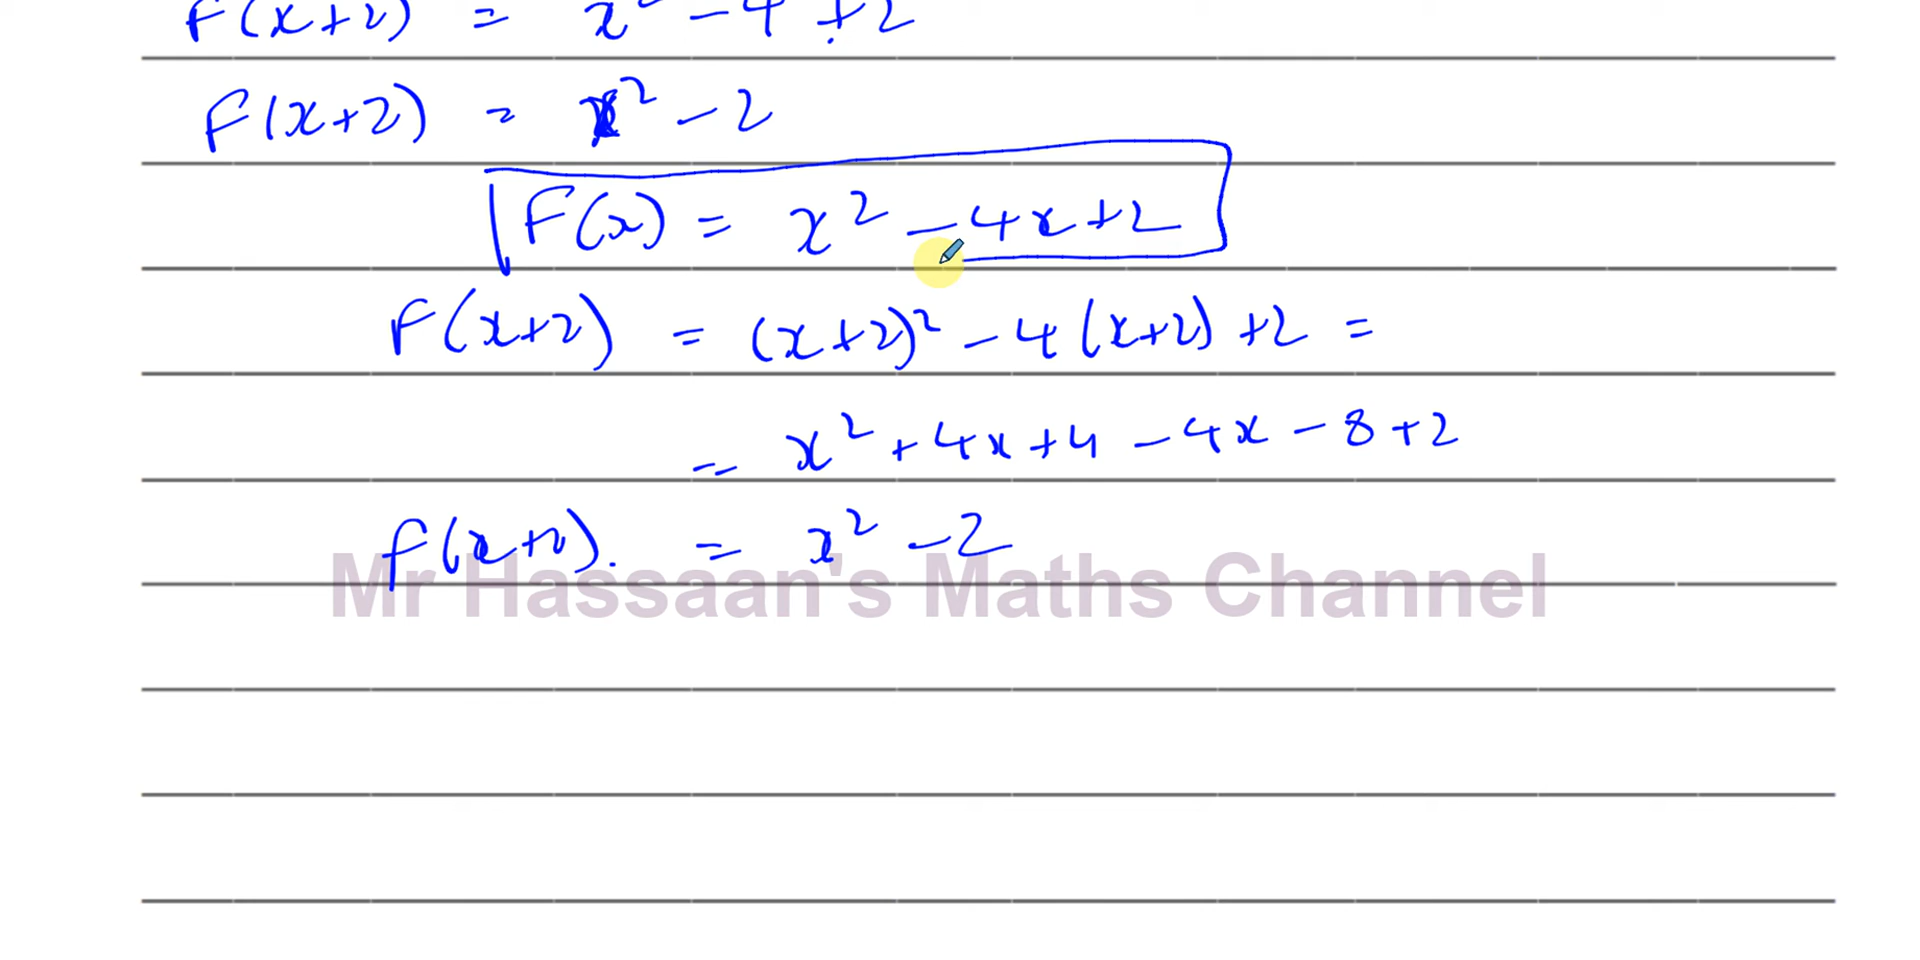 F(x+2) = x² - 4 + 2
F(x+2) = x² - 2
F(x) = x² - 4x + 2
F(x+2) = (x+2)² - 4(x+2) + 2 =
= x² + 4x + 4 - 4x - 8 + 2
f(x+2). = x² - 2
Mr Hassaan's Maths Channel